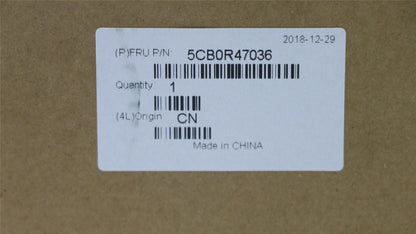 2018-12-29
(P)FRU P/N: 5CB0R47036
Quantity 1
(4L)Origin CN
Made in CHINA